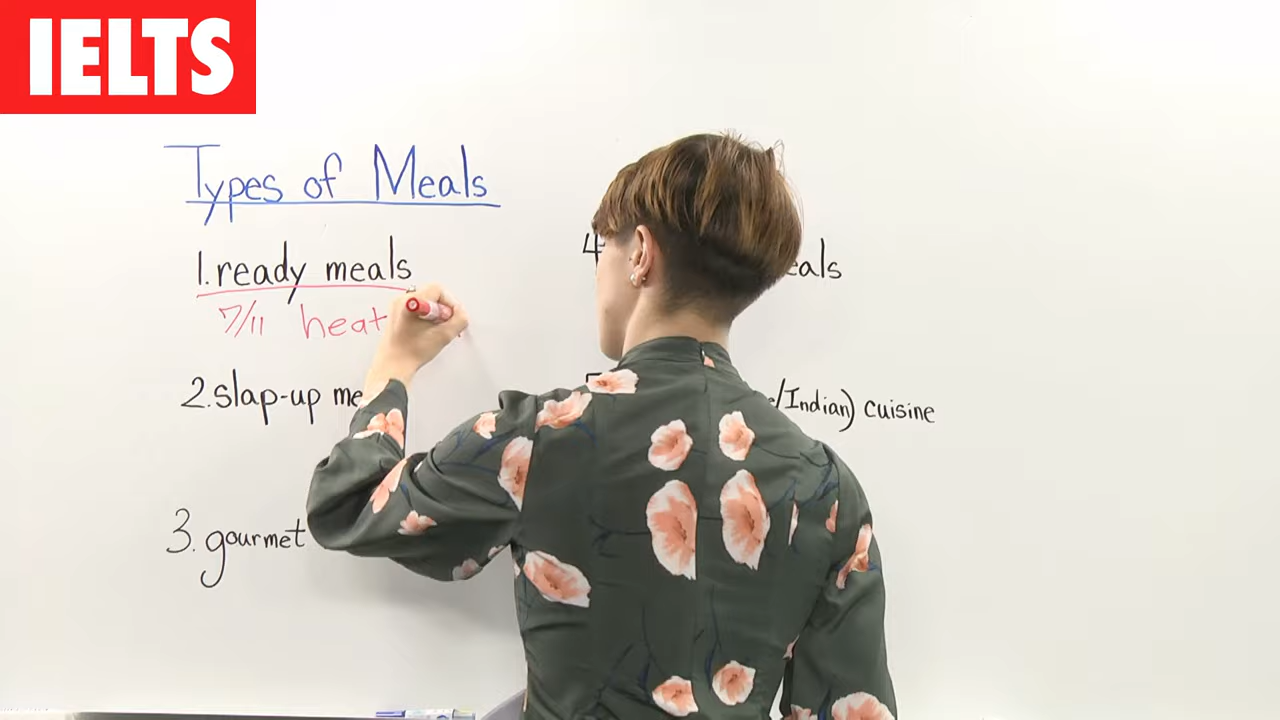 IELTS
Types of Meals
1. ready meals
7/11 heat
2. slap-up me
3. gourmet
4
eals
/Indian) cuisine